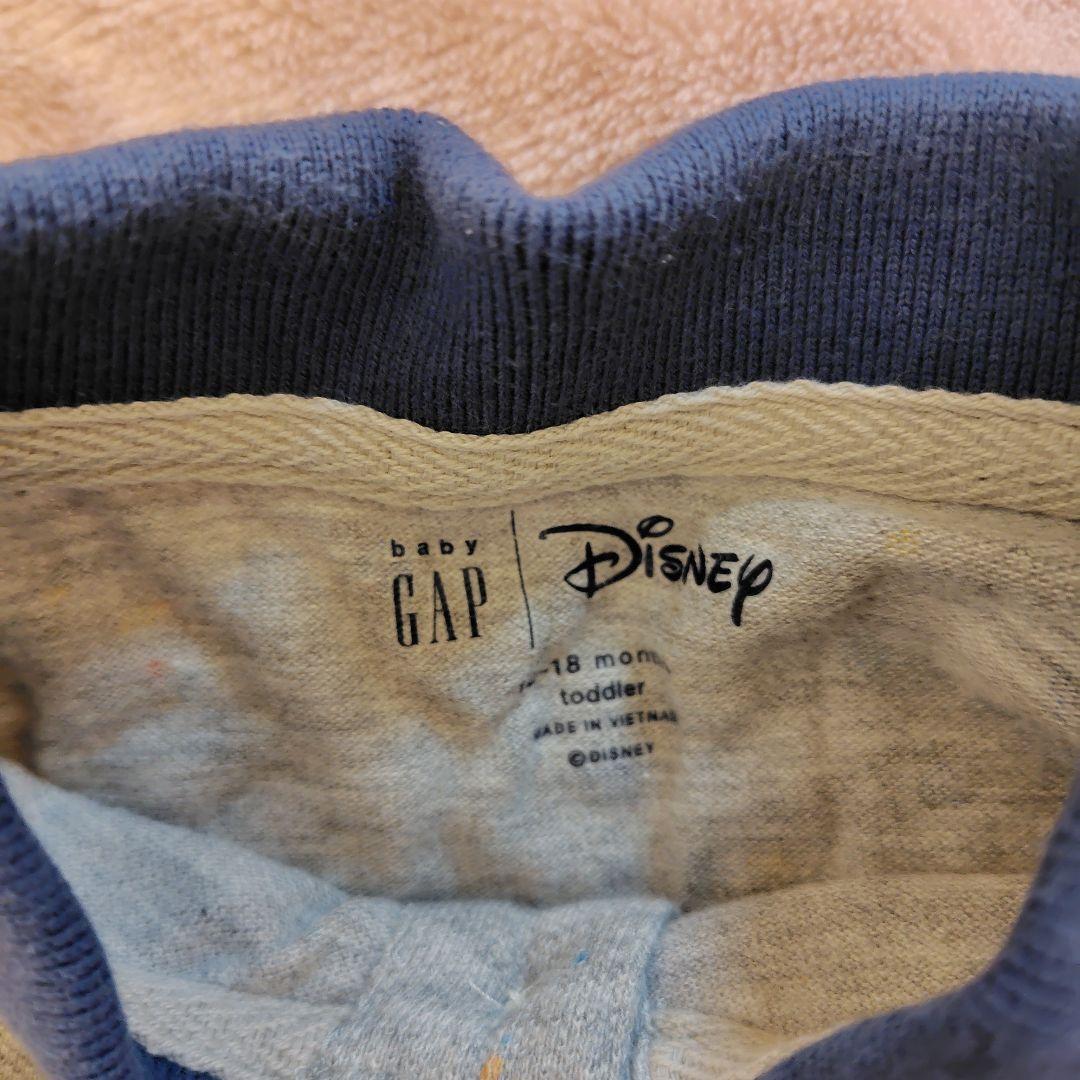 baby
GAP
Disney
18
toddler
MADE IN VIETNAM
©DISNEY